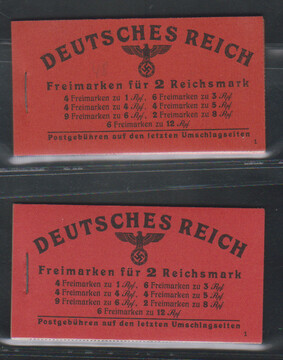 DEUTSCHES REICH
Freimarken für 2 Reichsmark
4 Freimarken zu 1 Rpf, 6 Freimarken zu 3 Rpf
4 Freimarken zu 4 Rpf, 4 Freimarken zu 5 Rpf
9 Freimarken zu 6 Rpf, 2 Freimarken zu 8 Rpf
6 Freimarken zu 12 Rpf
Postgebühren auf den letzten Umschlagseiten
1
DEUTSCHES REICH
Freimarken für 2 Reichsmark
4 Freimarken zu 1 Rpf, 6 Freimarken zu 3 Rpf
4 Freimarken zu 4 Rpf, 4 Freimarken zu 5 Rpf
9 Freimarken zu 6 Rpf, 2 Freimarken zu 8 Rpf
6 Freimarken zu 12 Rpf
Postgebühren auf den letzten Umschlagseiten
1